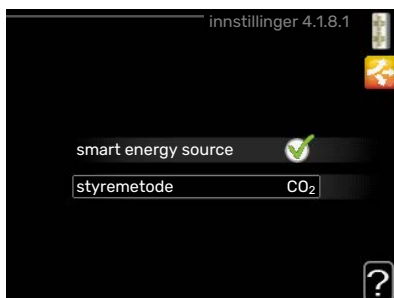 innstillinger 4.1.8.1
smart energy source
styremetode CO₂
?